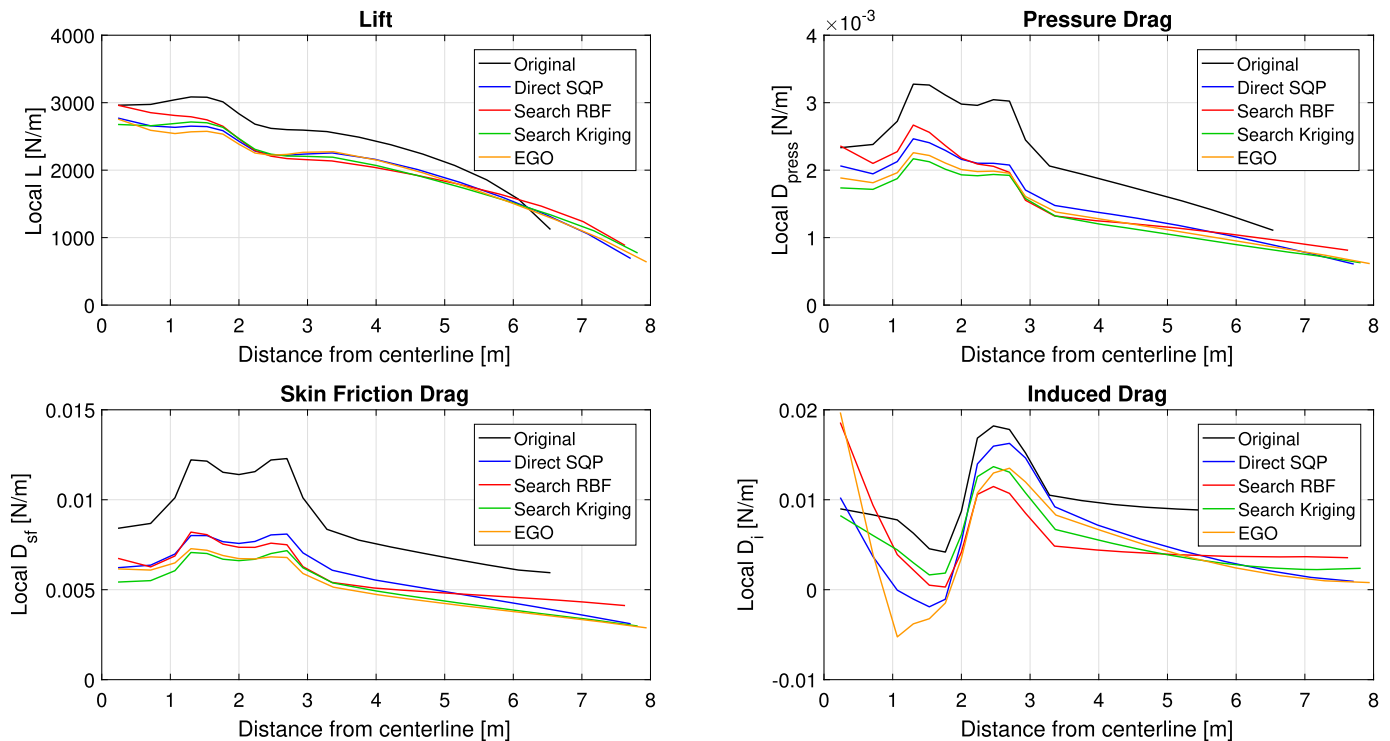 Lift
Local L [N/m]
4000
3000
2000
1000
0
0 1 2 3 4 5 6 7 8
Distance from centerline [m]
Original
Direct SQP
Search RBF
Search Kriging
EGO
Pressure Drag
×10⁻³
Local D_press [N/m]
4
3
2
1
0
0 1 2 3 4 5 6 7 8
Distance from centerline [m]
Original
Direct SQP
Search RBF
Search Kriging
EGO
Skin Friction Drag
Local D_sf [N/m]
0.015
0.01
0.005
0
0 1 2 3 4 5 6 7 8
Distance from centerline [m]
Original
Direct SQP
Search RBF
Search Kriging
EGO
Induced Drag
Local D_i [N/m]
0.02
0.01
0
-0.01
0 1 2 3 4 5 6 7 8
Distance from centerline [m]
Original
Direct SQP
Search RBF
Search Kriging
EGO